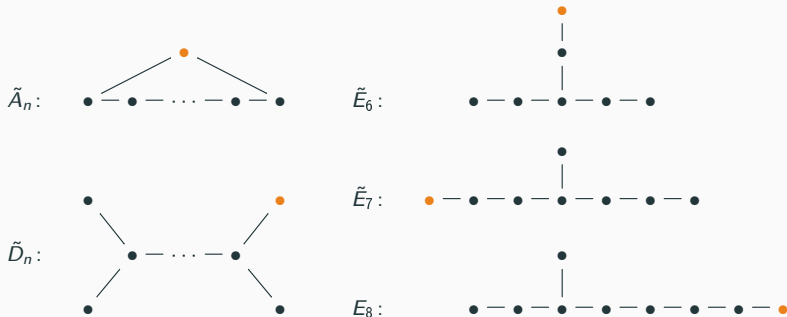 Ã_n: · · ·
Ẽ_6:
Ẽ_7:
D̃_n: · · ·
E_8: